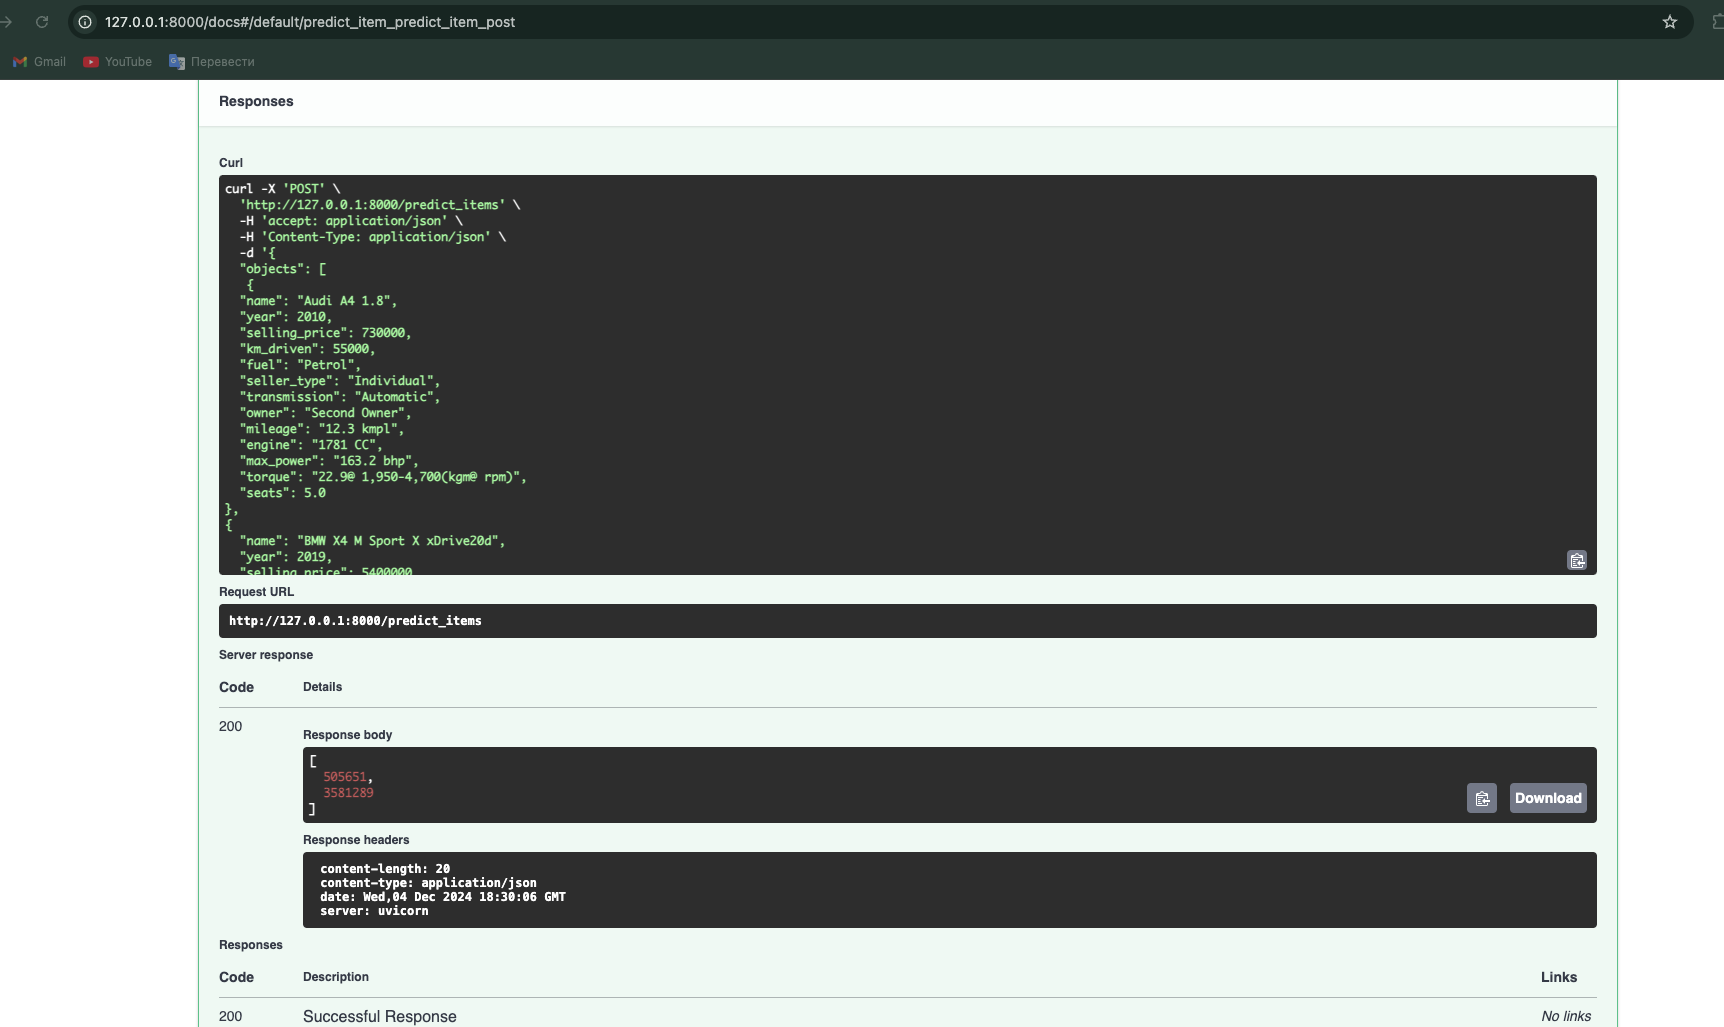 127.0.0.1:8000/docs#/default/predict_item_predict_item_post
Gmail YouTube Перевести
Responses
Curl
curl -X 'POST' \
'http://127.0.0.1:8000/predict_items' \
-H 'accept: application/json' \
-H 'Content-Type: application/json' \
-d '{
"objects": [
{
"name": "Audi A4 1.8",
"year": 2010,
"selling_price": 730000,
"km_driven": 55000,
"fuel": "Petrol",
"seller_type": "Individual",
"transmission": "Automatic",
"owner": "Second Owner",
"mileage": "12.3 kmpl",
"engine": "1781 CC",
"max_power": "163.2 bhp",
"torque": "22.9@ 1,950-4,700(kgm@ rpm)",
"seats": 5.0
},
{
"name": "BMW X4 M Sport X xDrive20d",
"year": 2019,
"selling_price": 5400000
Request URL
http://127.0.0.1:8000/predict_items
Server response
Code Details
200
Response body
[
505651,
3581289
]
Download
Response headers
content-length: 20
content-type: application/json
date: Wed,04 Dec 2024 18:30:06 GMT
server: uvicorn
Responses
Code Description Links
200 Successful Response No links